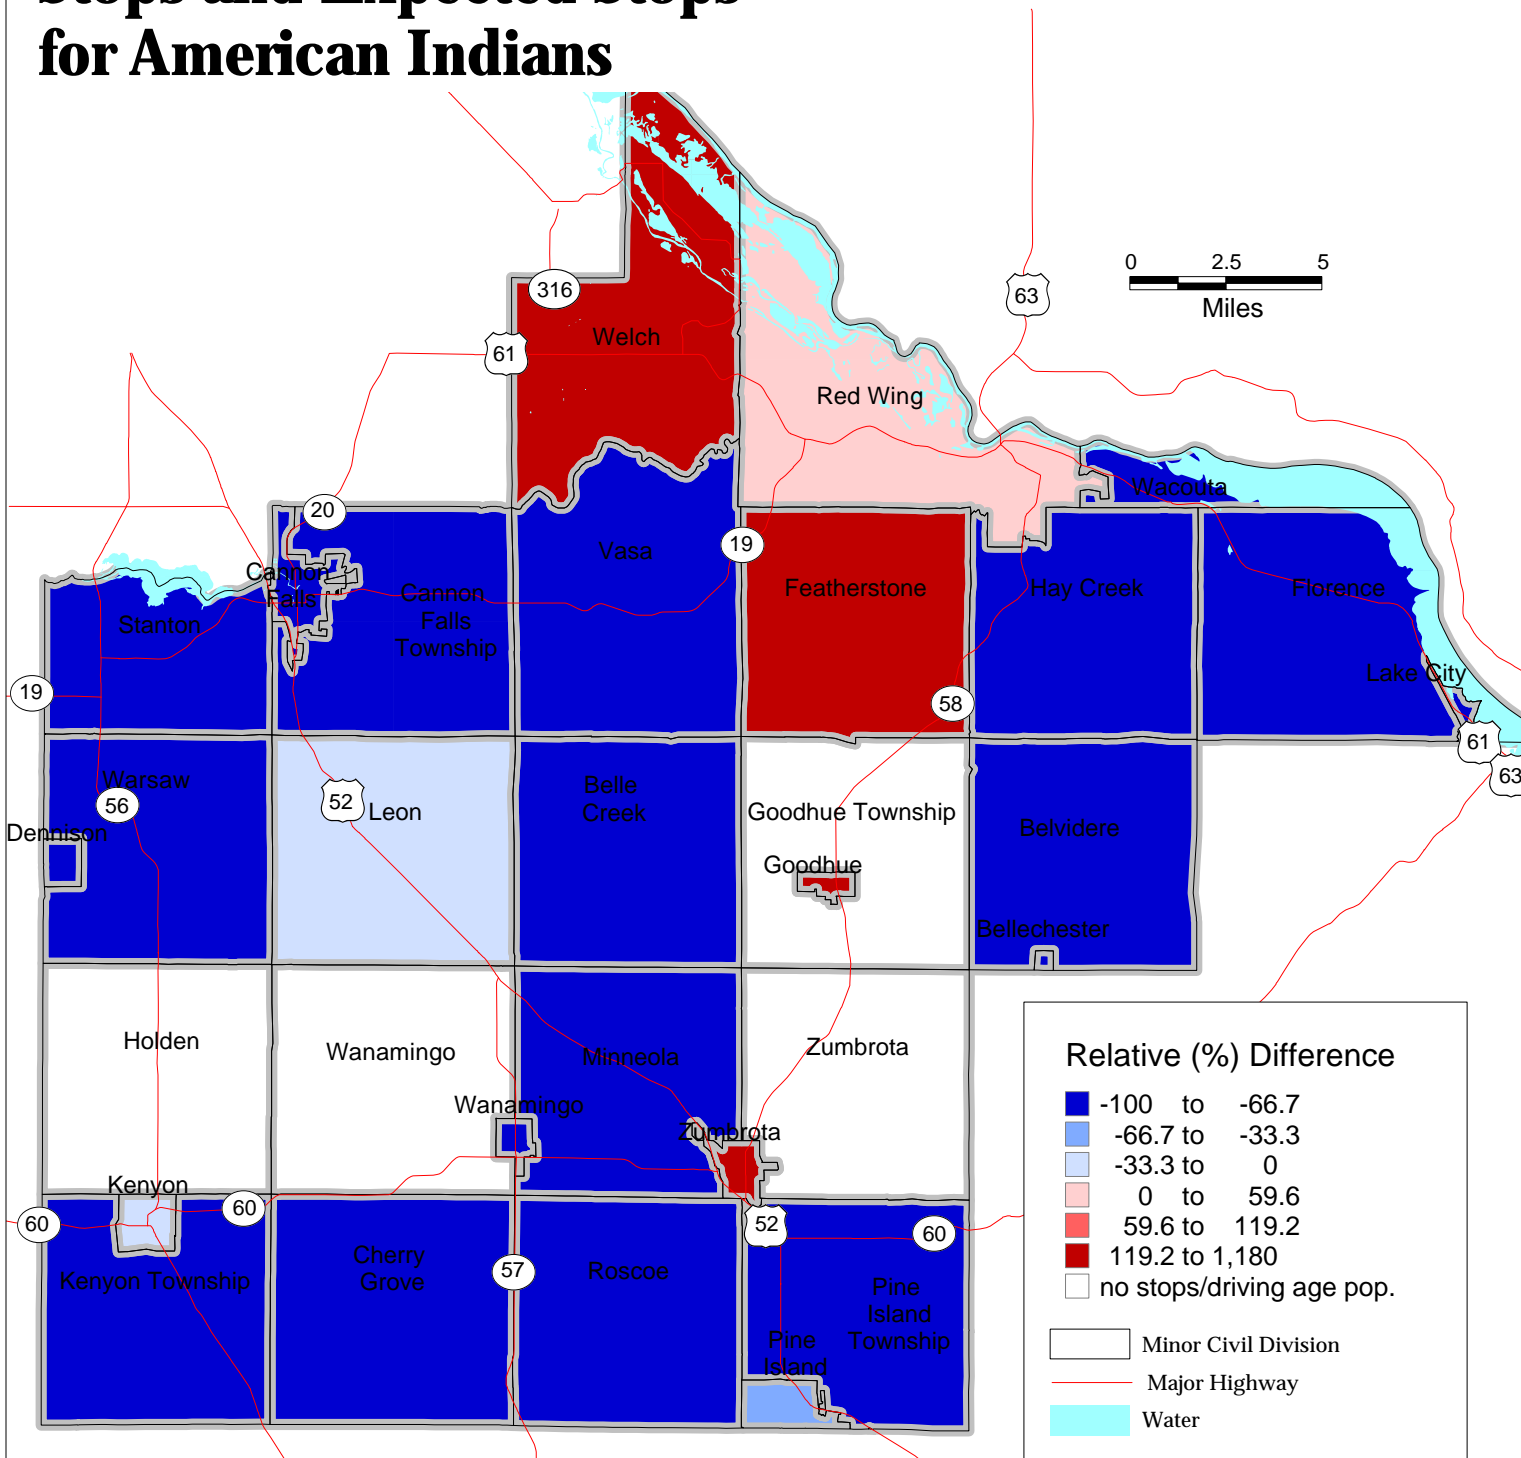 Stops and Expected Stops
for American Indians
316
61
Welch
63
0 2.5 5
Miles
Red Wing
20
Wacouta
Vasa
19
Cannon
Falls
Cannon
Falls
Township
Featherstone
Hay Creek
Florence
Stanton
Lake City
19
58
61
63
Warsaw
56
52
Leon
Belle
Creek
Goodhue Township
Belvidere
Dennison
Goodhue
Bellechester
Holden
Wanamingo
Minneola
Zumbrota
Wanamingo
Zumbrota
Kenyon
60
60
52
60
Kenyon Township
Cherry
Grove
57
Roscoe
Pine
Island
Township
Pine
Island
Relative (%) Difference
-100 to -66.7
-66.7 to -33.3
-33.3 to 0
0 to 59.6
59.6 to 119.2
119.2 to 1,180
no stops/driving age pop.
Minor Civil Division
Major Highway
Water